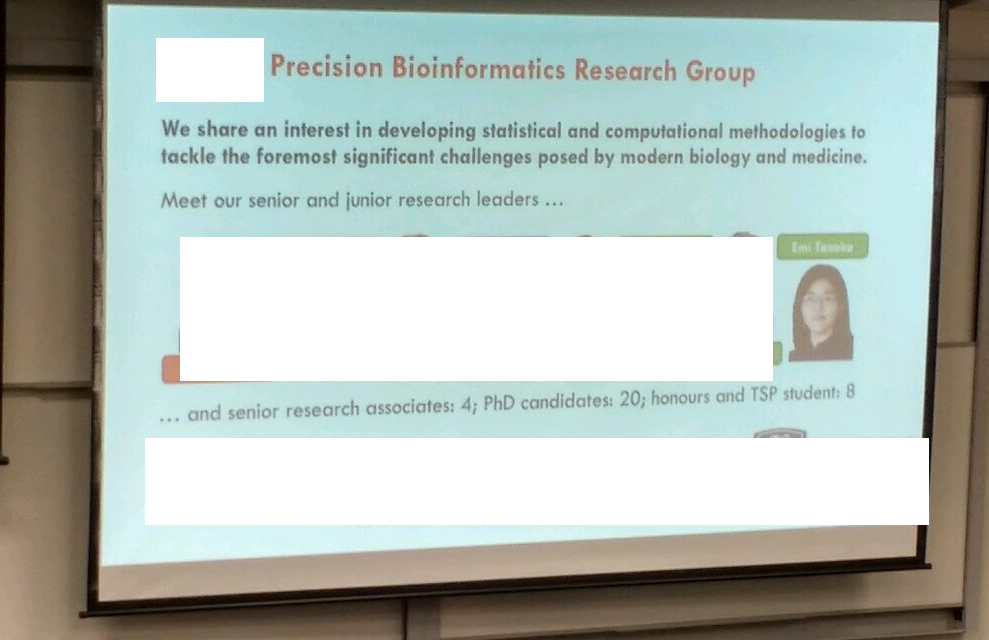 Precision Bioinformatics Research Group
We share an interest in developing statistical and computational methodologies to
tackle the foremost significant challenges posed by modern biology and medicine.
Meet our senior and junior research leaders ...
Emi Tanaka
... and senior research associates: 4; PhD candidates: 20; honours and TSP student: 8